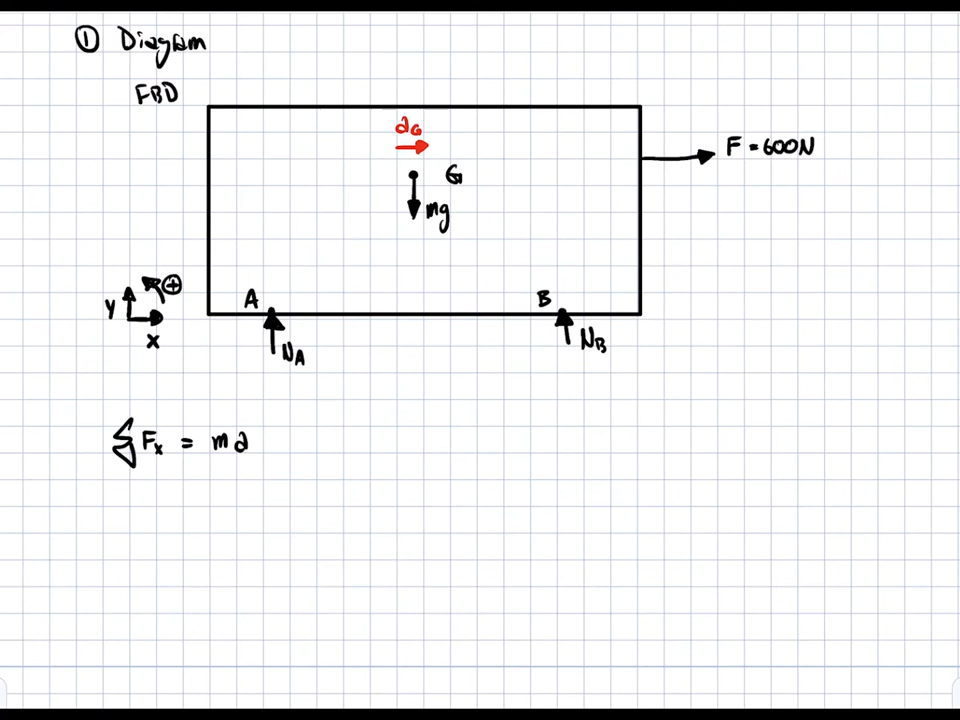 ① Diagram
FBD
aG
F = 600N
G
mg
+
Y
X
A
B
NA
NB
ΣFx = ma